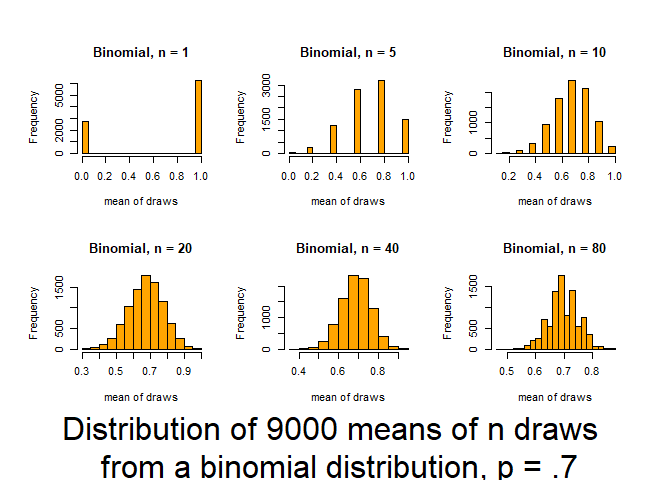 Binomial, n = 1
Frequency
0 2000 5000
0.0 0.2 0.4 0.6 0.8 1.0
mean of draws
Binomial, n = 5
Frequency
0 1500 3000
0.0 0.2 0.4 0.6 0.8 1.0
mean of draws
Binomial, n = 10
Frequency
0 1000
0.2 0.4 0.6 0.8 1.0
mean of draws
Binomial, n = 20
Frequency
0 500 1500
0.3 0.5 0.7 0.9
mean of draws
Binomial, n = 40
Frequency
0 1000
0.4 0.6 0.8
mean of draws
Binomial, n = 80
Frequency
0 500 1500
0.5 0.6 0.7 0.8
mean of draws
Distribution of 9000 means of n draws
from a binomial distribution, p = .7